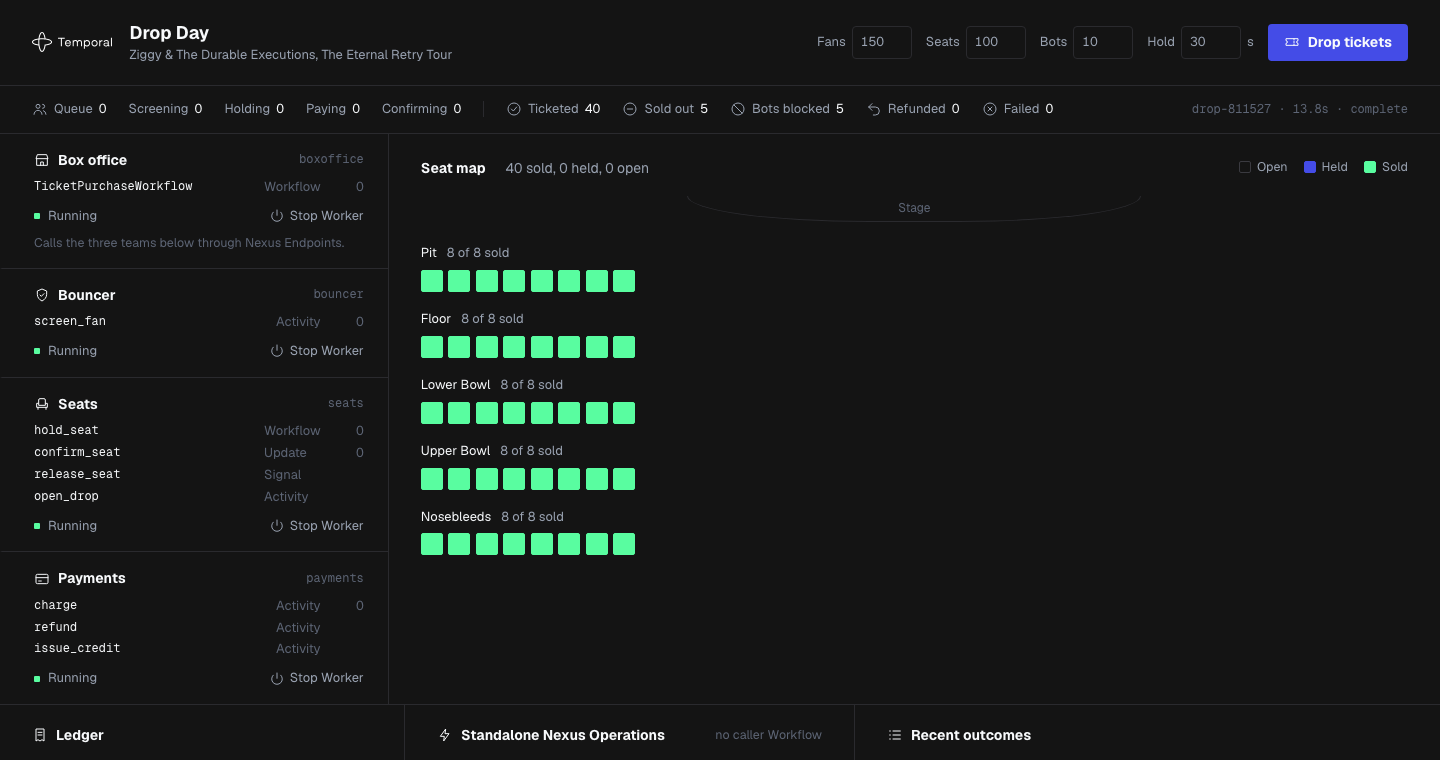 Temporal
Drop Day
Ziggy & The Durable Executions, The Eternal Retry Tour
Fans 150 Seats 100 Bots 10 Hold 30 s Drop tickets
Queue 0 Screening 0 Holding 0 Paying 0 Confirming 0 Ticketed 40 Sold out 5 Bots blocked 5 Refunded 0 Failed 0 drop-811527 · 13.8s · complete
Box office boxoffice
TicketPurchaseWorkflow Workflow 0
Running Stop Worker
Calls the three teams below through Nexus Endpoints.
Bouncer bouncer
screen_fan Activity 0
Running Stop Worker
Seats seats
hold_seat Workflow 0
confirm_seat Update 0
release_seat Signal
open_drop Activity
Running Stop Worker
Payments payments
charge Activity 0
refund Activity
issue_credit Activity
Running Stop Worker
Seat map 40 sold, 0 held, 0 open Open Held Sold
Stage
Pit 8 of 8 sold
Floor 8 of 8 sold
Lower Bowl 8 of 8 sold
Upper Bowl 8 of 8 sold
Nosebleeds 8 of 8 sold
Ledger
Standalone Nexus Operations no caller Workflow
Recent outcomes